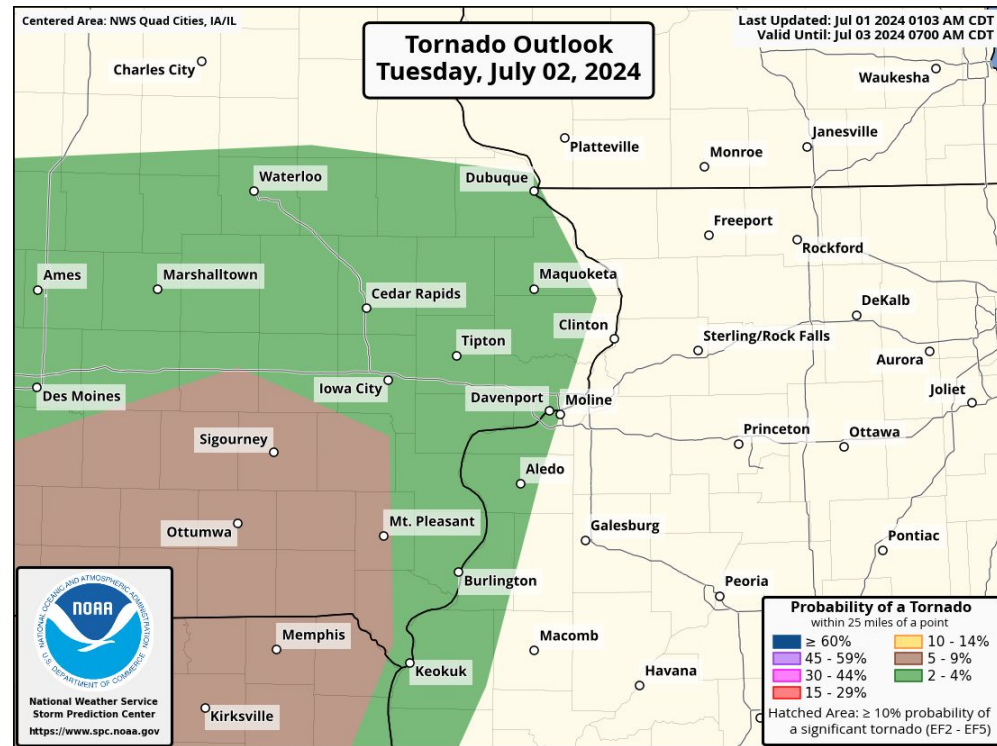 Centered Area: NWS Quad Cities, IA/IL
Tornado Outlook
Tuesday, July 02, 2024
Last Updated: Jul 01 2024 0103 AM CDT
Valid Until: Jul 03 2024 0700 AM CDT
Charles City
Waukesha
Platteville
Janesville
Monroe
Waterloo
Dubuque
Freeport
Rockford
Ames
Marshalltown
Cedar Rapids
Maquoketa
DeKalb
Clinton
Sterling/Rock Falls
Tipton
Aurora
Des Moines
Iowa City
Davenport
Moline
Joliet
Sigourney
Princeton
Ottawa
Aledo
Ottumwa
Mt. Pleasant
Galesburg
Pontiac
Burlington
Peoria
Memphis
Macomb
Keokuk
Havana
Kirksville
NATIONAL OCEANIC AND ATMOSPHERIC ADMINISTRATION
NOAA
U.S. DEPARTMENT OF COMMERCE
National Weather Service
Storm Prediction Center
https://www.spc.noaa.gov
Probability of a Tornado
within 25 miles of a point
≥ 60%
10 - 14%
45 - 59%
5 - 9%
30 - 44%
2 - 4%
15 - 29%
Hatched Area: ≥ 10% probability of
a significant tornado (EF2 - EF5)